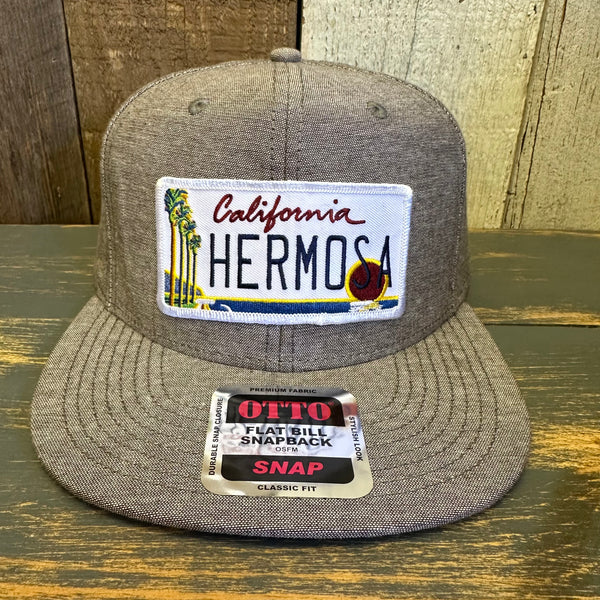 California
HERMOSA
PREMIUM FABRIC
DURABLE SNAP CLOSURE
OTTO
FLAT BILL
SNAPBACK
OSFM
SNAP
STYLISH LOOK
CLASSIC FIT